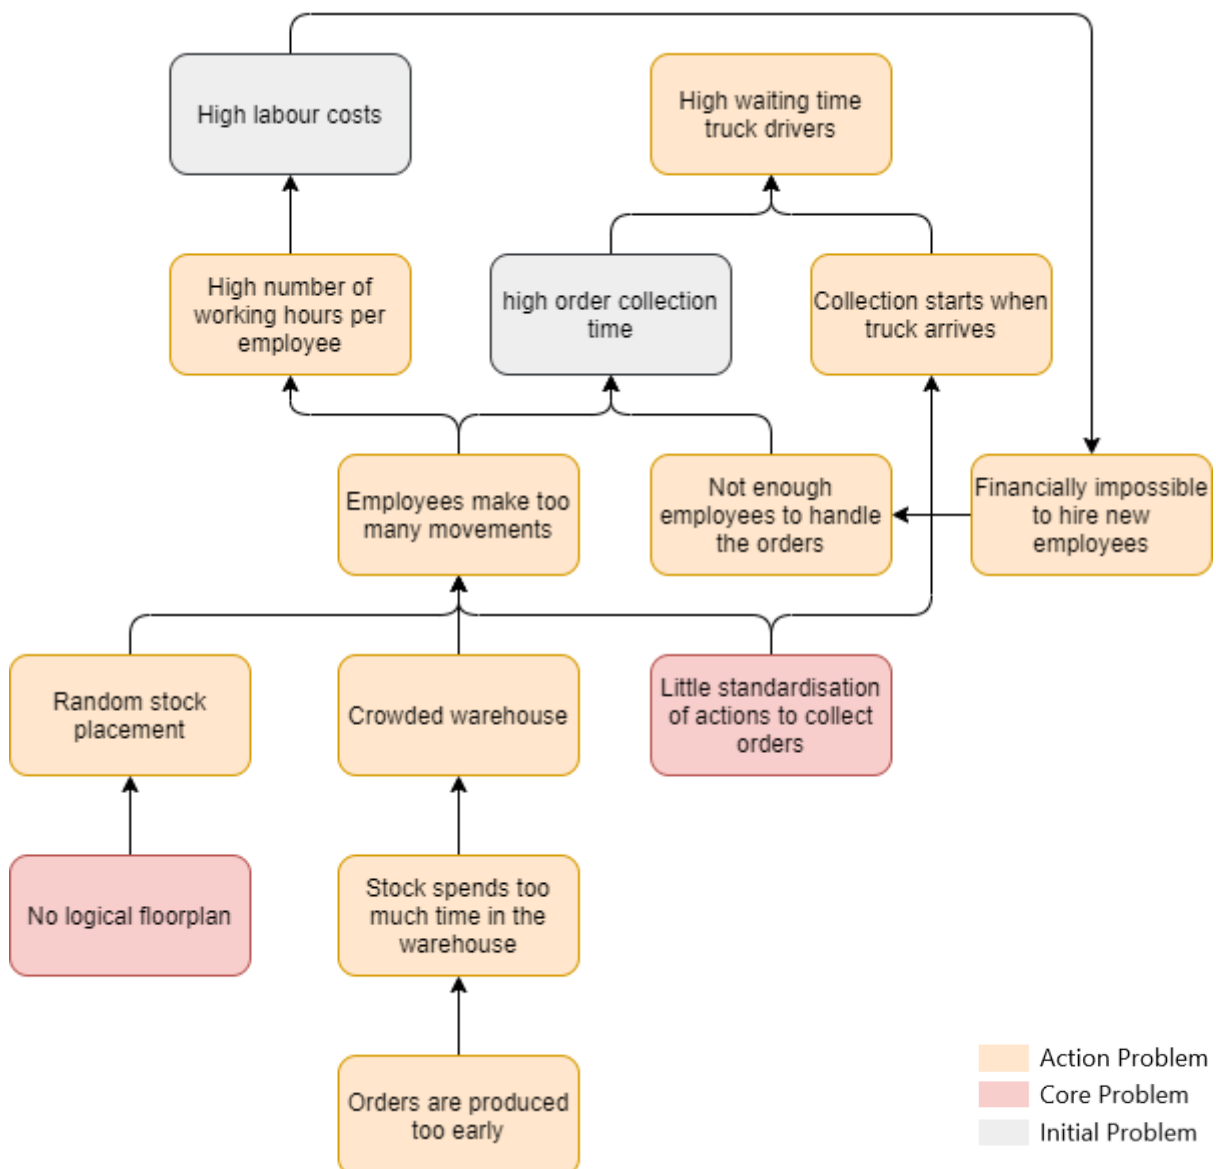 High labour costs
High waiting time
truck drivers
High number of
working hours per
employee
high order collection
time
Collection starts when
truck arrives
Employees make too
many movements
Not enough
employees to handle
the orders
Financially impossible
to hire new
employees
Random stock
placement
Crowded warehouse
Little standardisation
of actions to collect
orders
No logical floorplan
Stock spends too
much time in the
warehouse
Orders are produced
too early
Action Problem
Core Problem
Initial Problem